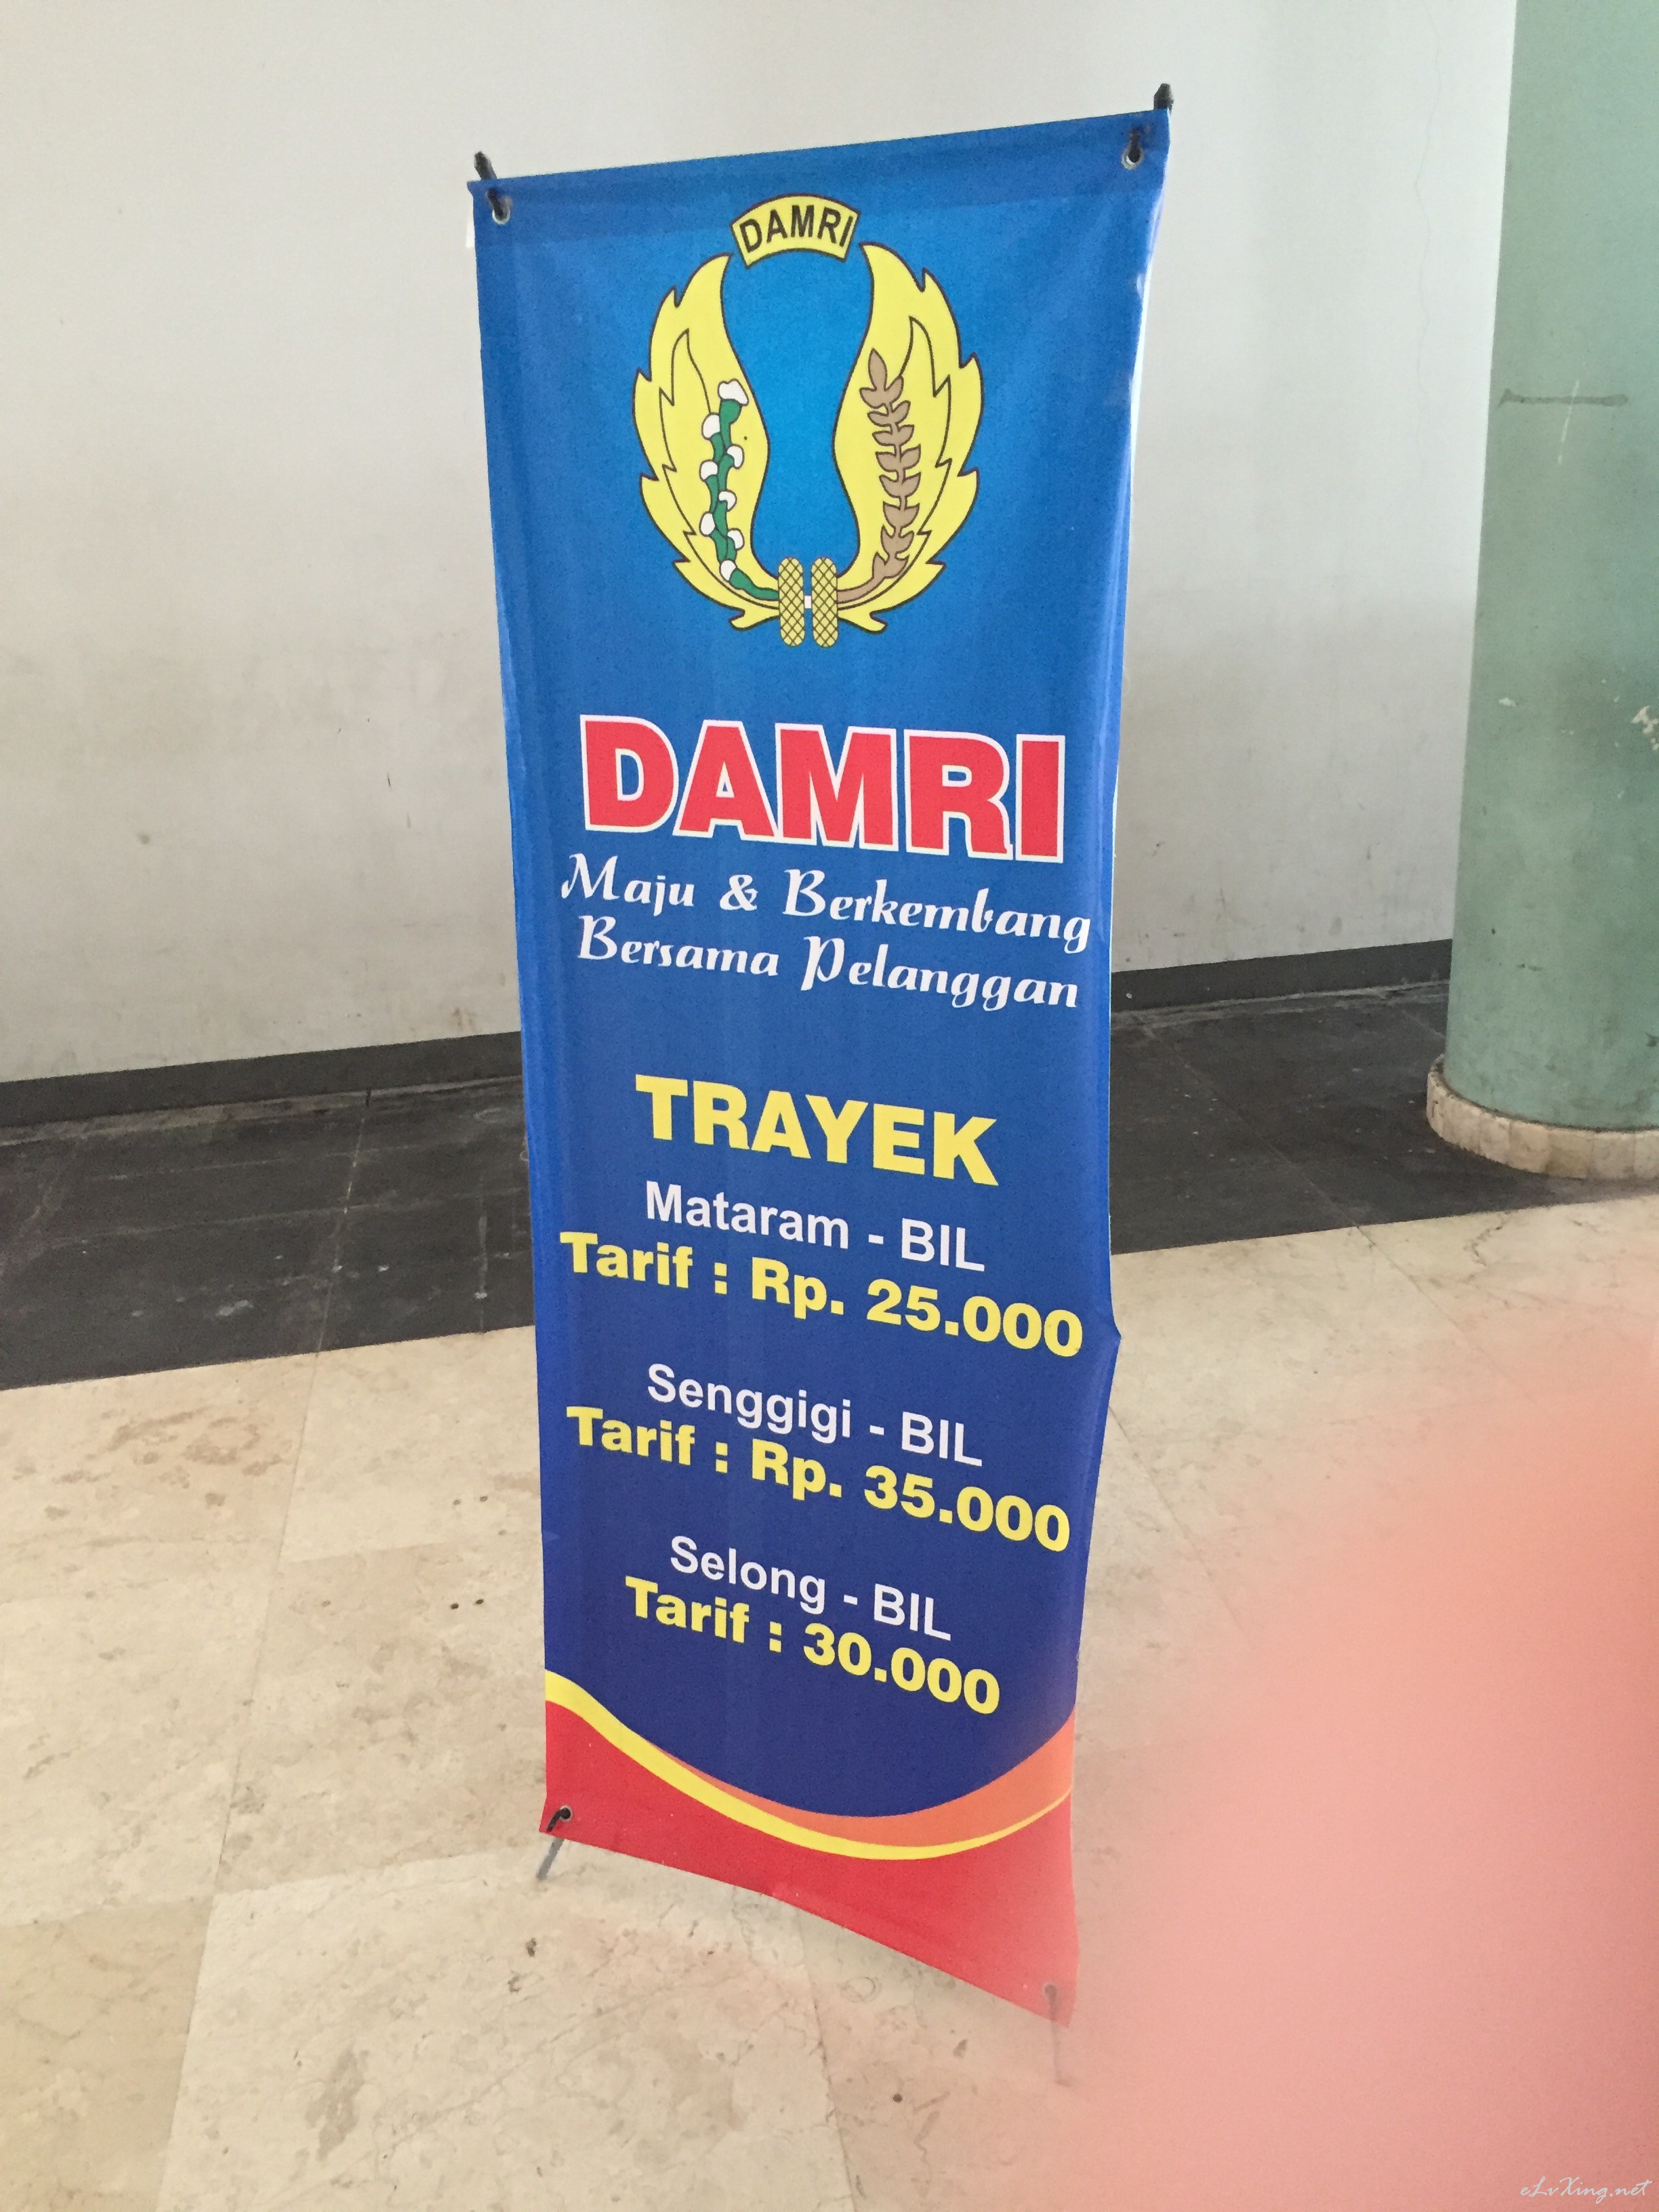 DAMRI
DAMRI
Maju & Berkembang
Bersama Pelanggan
TRAYEK
Mataram - BIL
Tarif : Rp. 25.000
Senggigi - BIL
Tarif : Rp. 35.000
Selong - BIL
Tarif : 30.000
eLvXing.net